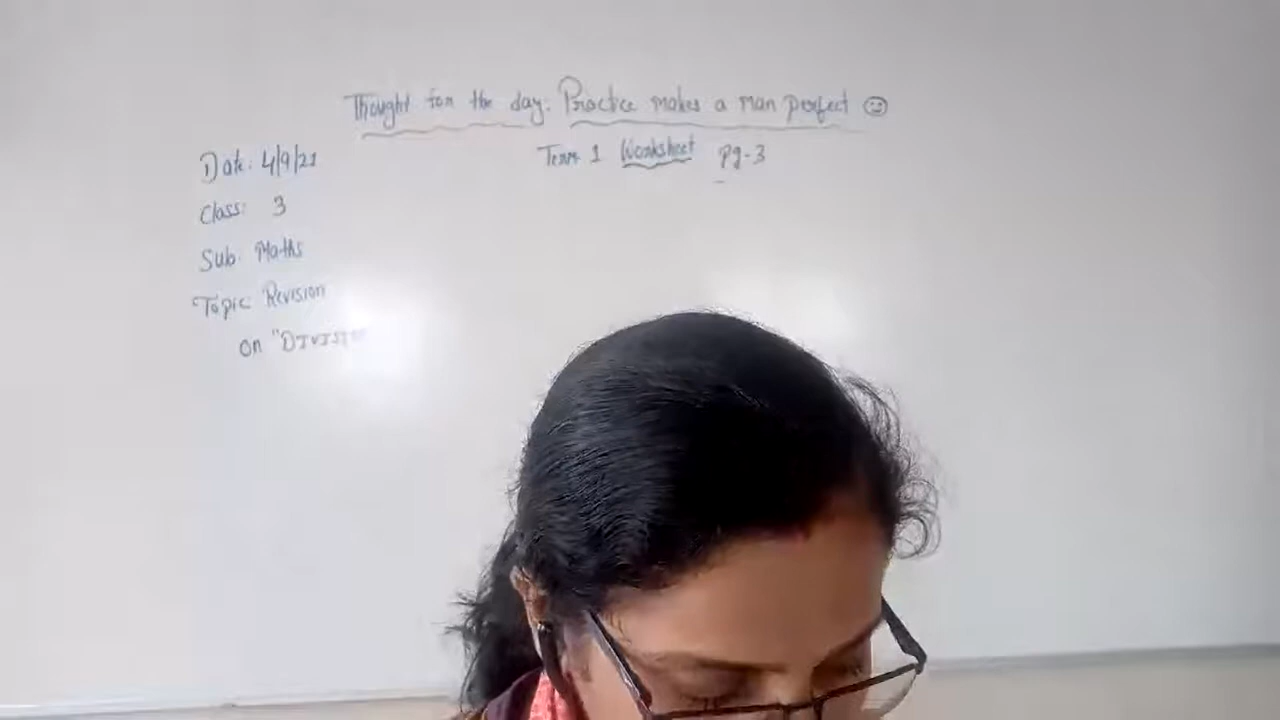 Thought for the day: Practice makes a man perfect ☺
Term 1 Worksheet pg-3
Date: 4/9/21
Class: 3
Sub: Maths
Topic Revision
on "DIVISION